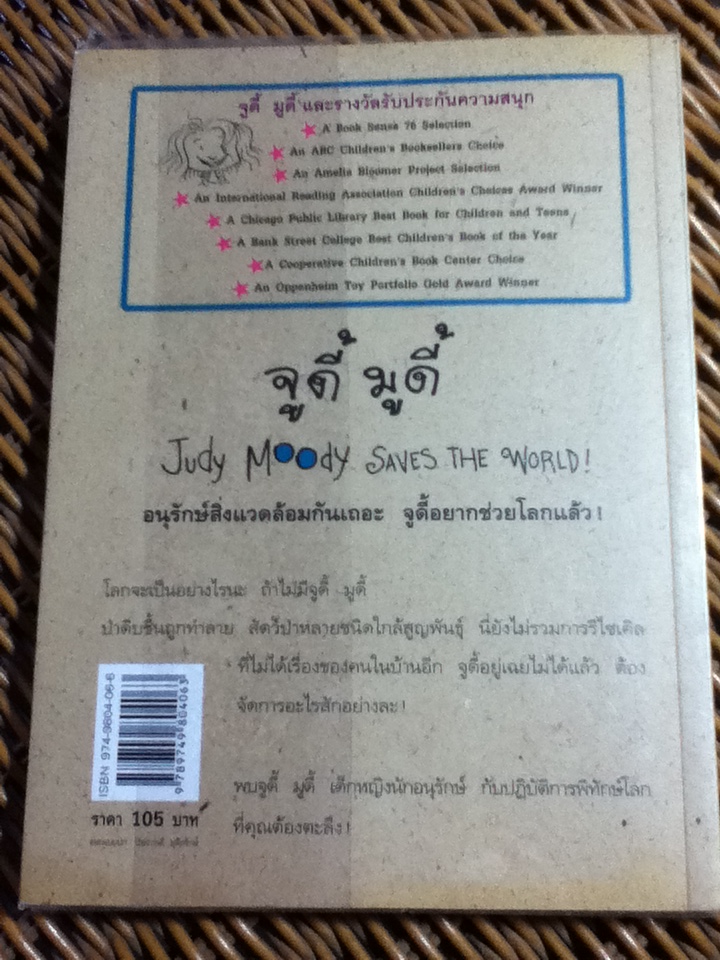 จูดี้ มูดี้ และรางวัลรับประกันความสนุก
A Book Sense 76 Selection
An ABC Children's Booksellers Choice
An Amelia Bloomer Project Selection
An International Reading Association Children's Choices Award Winner
A Chicago Public Library Best Book for Children and Teens
A Bank Street College Best Children's Book of the Year
A Cooperative Children's Book Center Choice
An Oppenheim Toy Portfolio Gold Award Winner
จูดี้ มูดี้
Judy Moody SAVES THE WORLD!
อนุรักษ์สิ่งแวดล้อมกันเถอะ จูดี้อยากช่วยโลกแล้ว!
โลกจะเป็นอย่างไรนะ ถ้าไม่มีจูดี้ มูดี้
ป่าดิบชื้นถูกทำลาย สัตว์ป่าหลายชนิดใกล้สูญพันธุ์ นี่ยังไม่รวมการรีไซเคิล
ที่ไม่ได้เรื่องของคนในบ้านอีก จูดี้อยู่เฉยไม่ได้แล้ว ต้อง
จัดการอะไรสักอย่างละ!
พบจูดี้ มูดี้ เด็กหญิงนักอนุรักษ์ กับปฏิบัติการพิทักษ์โลก
ที่คุณต้องตะลึง!
ISBN 974-9804-06-6
9789749804063
ราคา 105 บาท